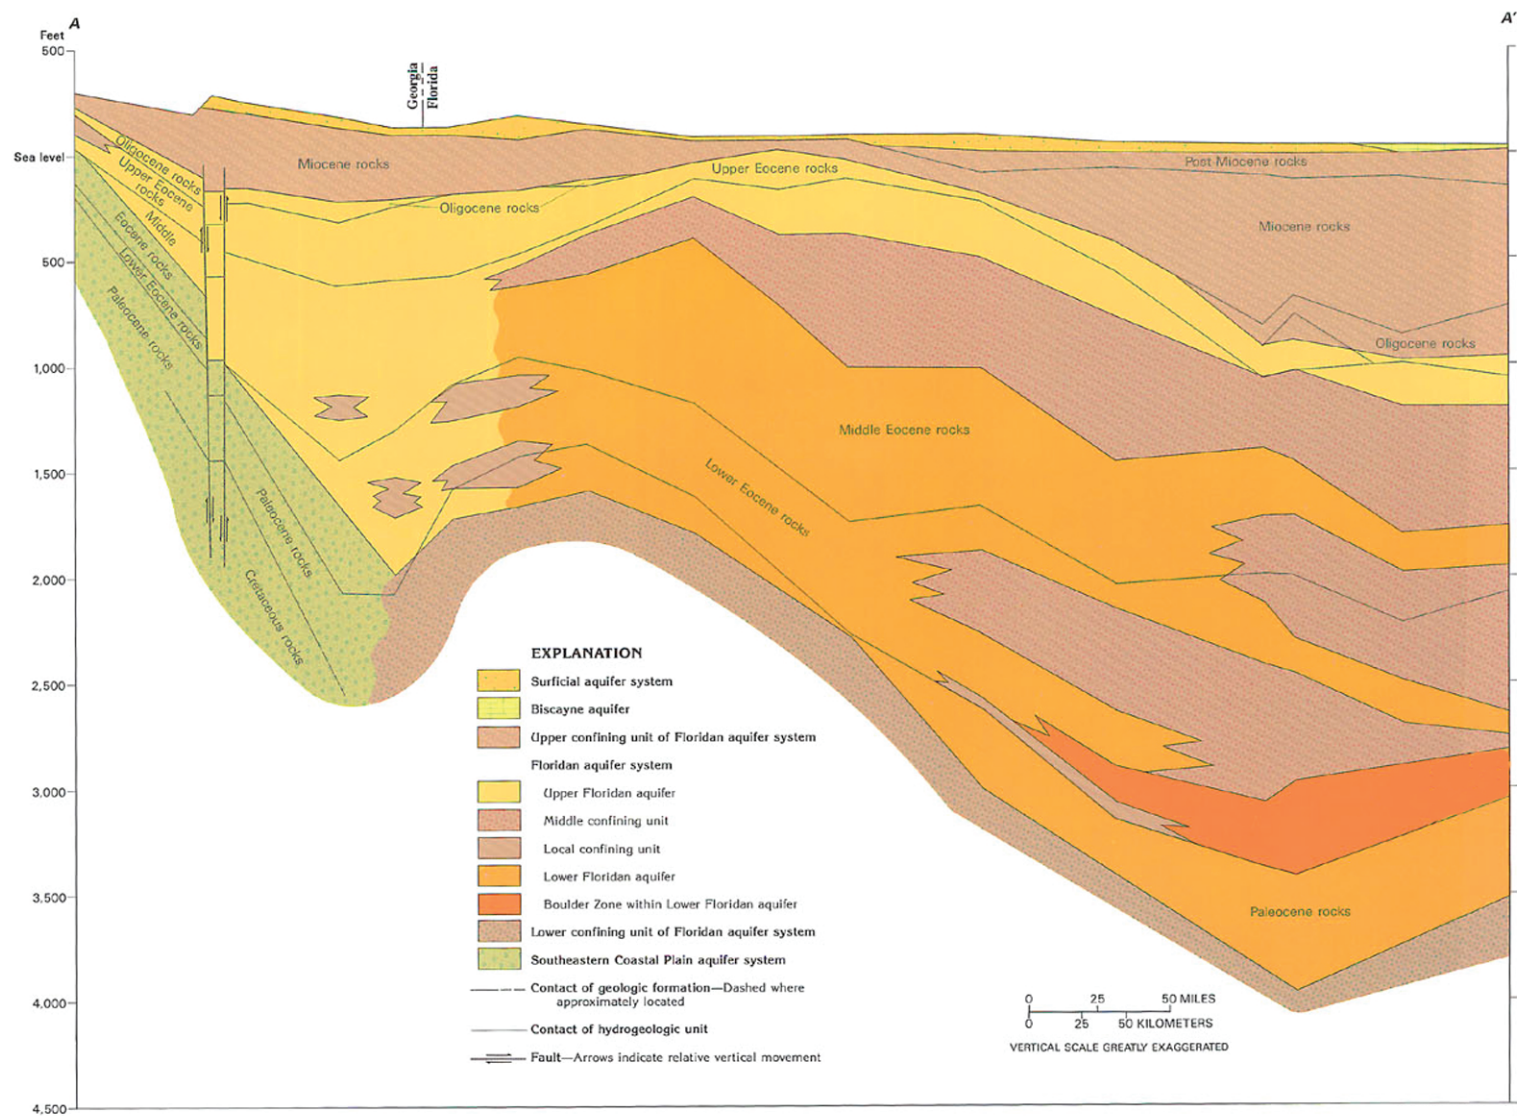 A
A'
Feet
500
Georgia
Florida
Sea level
500
1,000
1,500
2,000
2,500
3,000
3,500
4,000
4,500
Oligocene rocks
Upper Eocene
rocks
Middle
Eocene rocks
Lower Eocene rocks
Paleocene rocks
Paleocene rocks
Cretaceous rocks
Miocene rocks
Oligocene rocks
Upper Eocene rocks
Post-Miocene rocks
Miocene rocks
Oligocene rocks
Middle Eocene rocks
Lower Eocene rocks
Paleocene rocks
EXPLANATION
Surficial aquifer system
Biscayne aquifer
Upper confining unit of Floridan aquifer system
Floridan aquifer system
Upper Floridan aquifer
Middle confining unit
Local confining unit
Lower Floridan aquifer
Boulder Zone within Lower Floridan aquifer
Lower confining unit of Floridan aquifer system
Southeastern Coastal Plain aquifer system
Contact of geologic formation—Dashed where
approximately located
Contact of hydrogeologic unit
Fault—Arrows indicate relative vertical movement
0 25 50 MILES
0 25 50 KILOMETERS
VERTICAL SCALE GREATLY EXAGGERATED